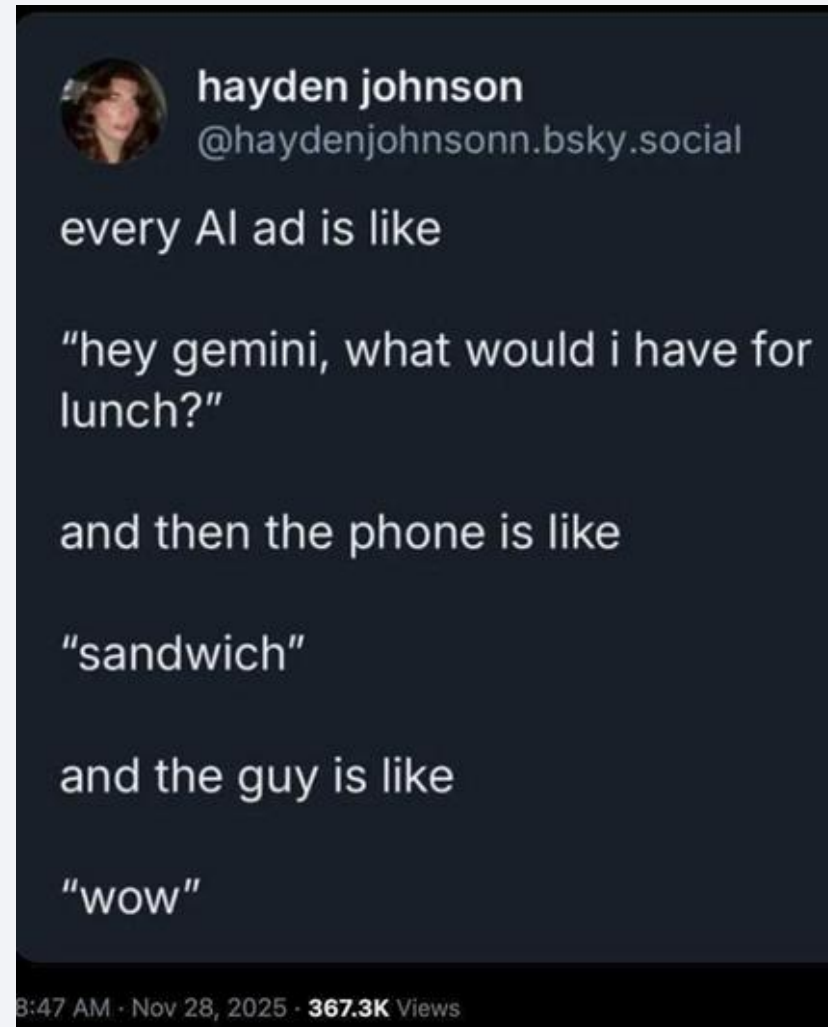 hayden johnson
@haydenjohnsonn.bsky.social
every AI ad is like
“hey gemini, what would i have for
lunch?”
and then the phone is like
“sandwich”
and the guy is like
“wow”
8:47 AM · Nov 28, 2025 · 367.3K Views